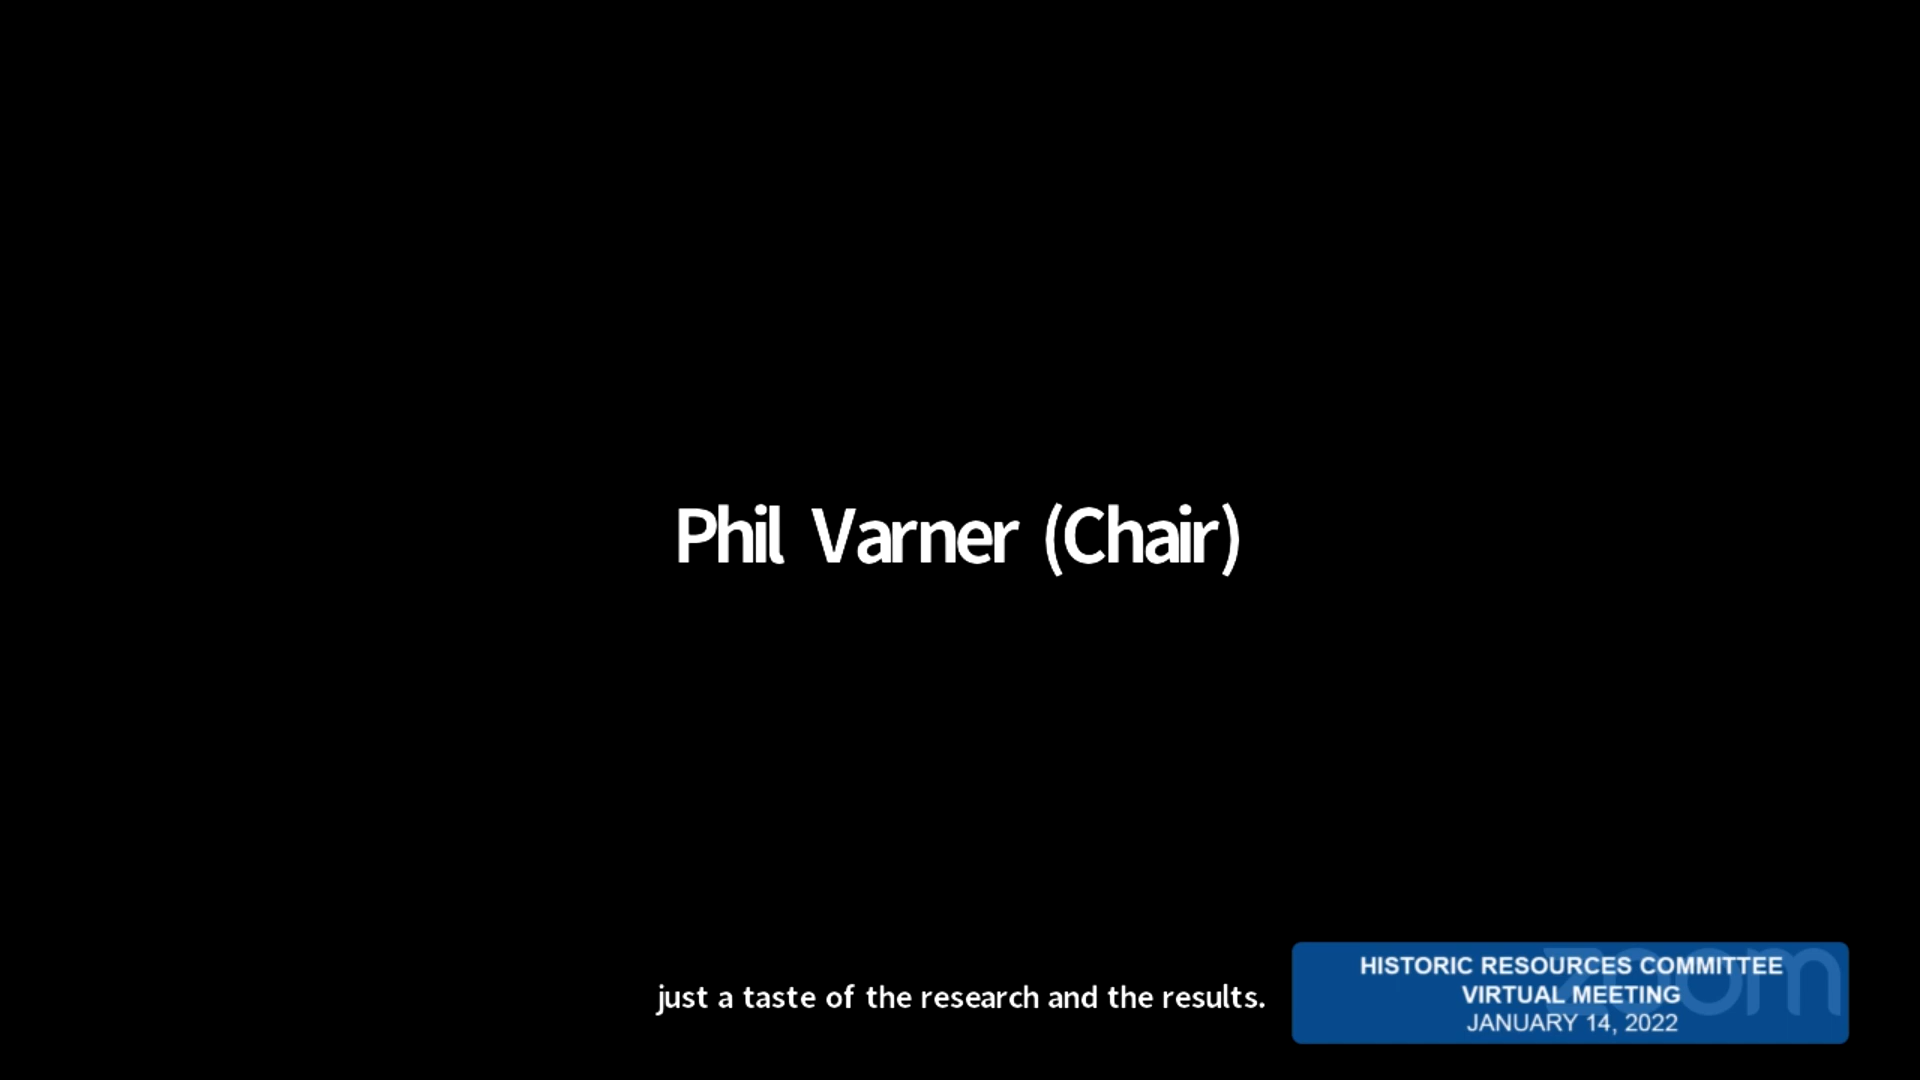 Phil Varner (Chair)
just a taste of the research and the results.
zoom
HISTORIC RESOURCES COMMITTEE
VIRTUAL MEETING
JANUARY 14, 2022